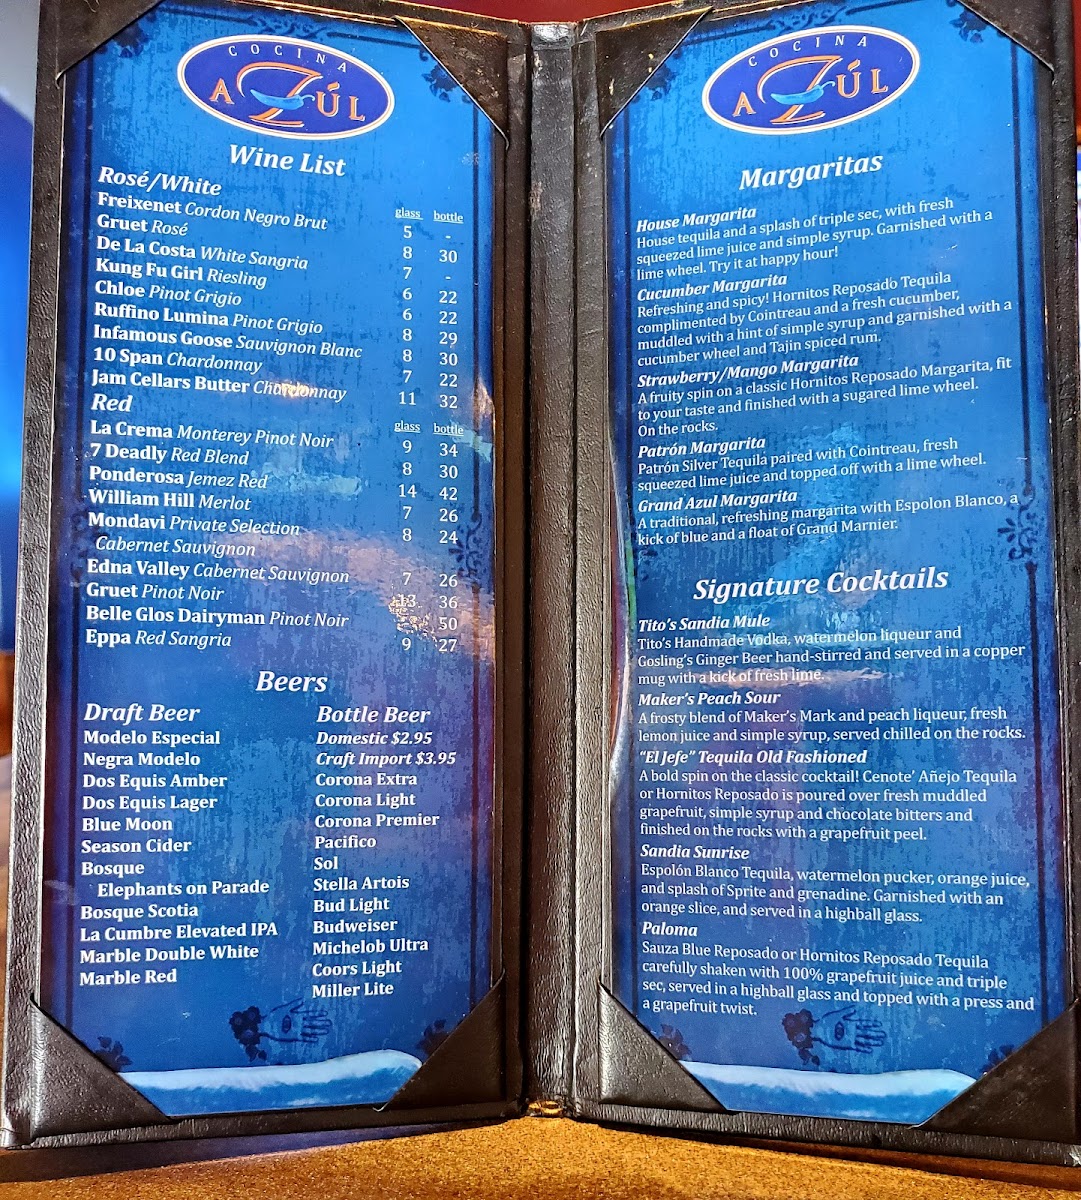 COCINA
AZÚL
Wine List
Rosé/White glass bottle
Freixenet Cordon Negro Brut 5 -
Gruet Rosé 8 30
De La Costa White Sangria 7 -
Kung Fu Girl Riesling 6 22
Chloe Pinot Grigio 6 22
Ruffino Lumina Pinot Grigio 8 29
Infamous Goose Sauvignon Blanc 8 30
10 Span Chardonnay 7 22
Jam Cellars Butter Chardonnay 11 32
Red glass bottle
La Crema Monterey Pinot Noir 9 34
7 Deadly Red Blend 8 30
Ponderosa Jemez Red 14 42
William Hill Merlot 7 26
Mondavi Private Selection 8 24
Cabernet Sauvignon
Edna Valley Cabernet Sauvignon 7 26
Gruet Pinot Noir 13 36
Belle Glos Dairyman Pinot Noir 50
Eppa Red Sangria 9 27
Beers
Draft Beer
Modelo Especial
Negra Modelo
Dos Equis Amber
Dos Equis Lager
Blue Moon
Season Cider
Bosque
Elephants on Parade
Bosque Scotia
La Cumbre Elevated IPA
Marble Double White
Marble Red
Bottle Beer
Domestic $2.95
Craft Import $3.95
Corona Extra
Corona Light
Corona Premier
Pacifico
Sol
Stella Artois
Bud Light
Budweiser
Michelob Ultra
Coors Light
Miller Lite
COCINA
AZÚL
Margaritas
House Margarita
House tequila and a splash of triple sec, with fresh
squeezed lime juice and simple syrup. Garnished with a
lime wheel. Try it at happy hour!
Cucumber Margarita
Refreshing and spicy! Hornitos Reposado Tequila
complimented by Cointreau and a fresh cucumber,
muddled with a hint of simple syrup and garnished with a
cucumber wheel and Tajin spiced rum.
Strawberry/Mango Margarita
A fruity spin on a classic Hornitos Reposado Margarita, fit
to your taste and finished with a sugared lime wheel.
On the rocks.
Patrón Margarita
Patrón Silver Tequila paired with Cointreau, fresh
squeezed lime juice and topped off with a lime wheel.
Grand Azul Margarita
A traditional, refreshing margarita with Espolon Blanco, a
kick of blue and a float of Grand Marnier.
Signature Cocktails
Tito's Sandia Mule
Tito's Handmade Vodka, watermelon liqueur and
Gosling's Ginger Beer hand-stirred and served in a copper
mug with a kick of fresh lime.
Maker's Peach Sour
A frosty blend of Maker's Mark and peach liqueur, fresh
lemon juice and simple syrup, served chilled on the rocks.
"El Jefe" Tequila Old Fashioned
A bold spin on the classic cocktail! Cenote' Añejo Tequila
or Hornitos Reposado is poured over fresh muddled
grapefruit, simple syrup and chocolate bitters and
finished on the rocks with a grapefruit peel.
Sandia Sunrise
Espolón Blanco Tequila, watermelon pucker, orange juice,
and splash of Sprite and grenadine. Garnished with an
orange slice, and served in a highball glass.
Paloma
Sauza Blue Reposado or Hornitos Reposado Tequila
carefully shaken with 100% grapefruit juice and triple
sec, served in a highball glass and topped with a press and
a grapefruit twist.